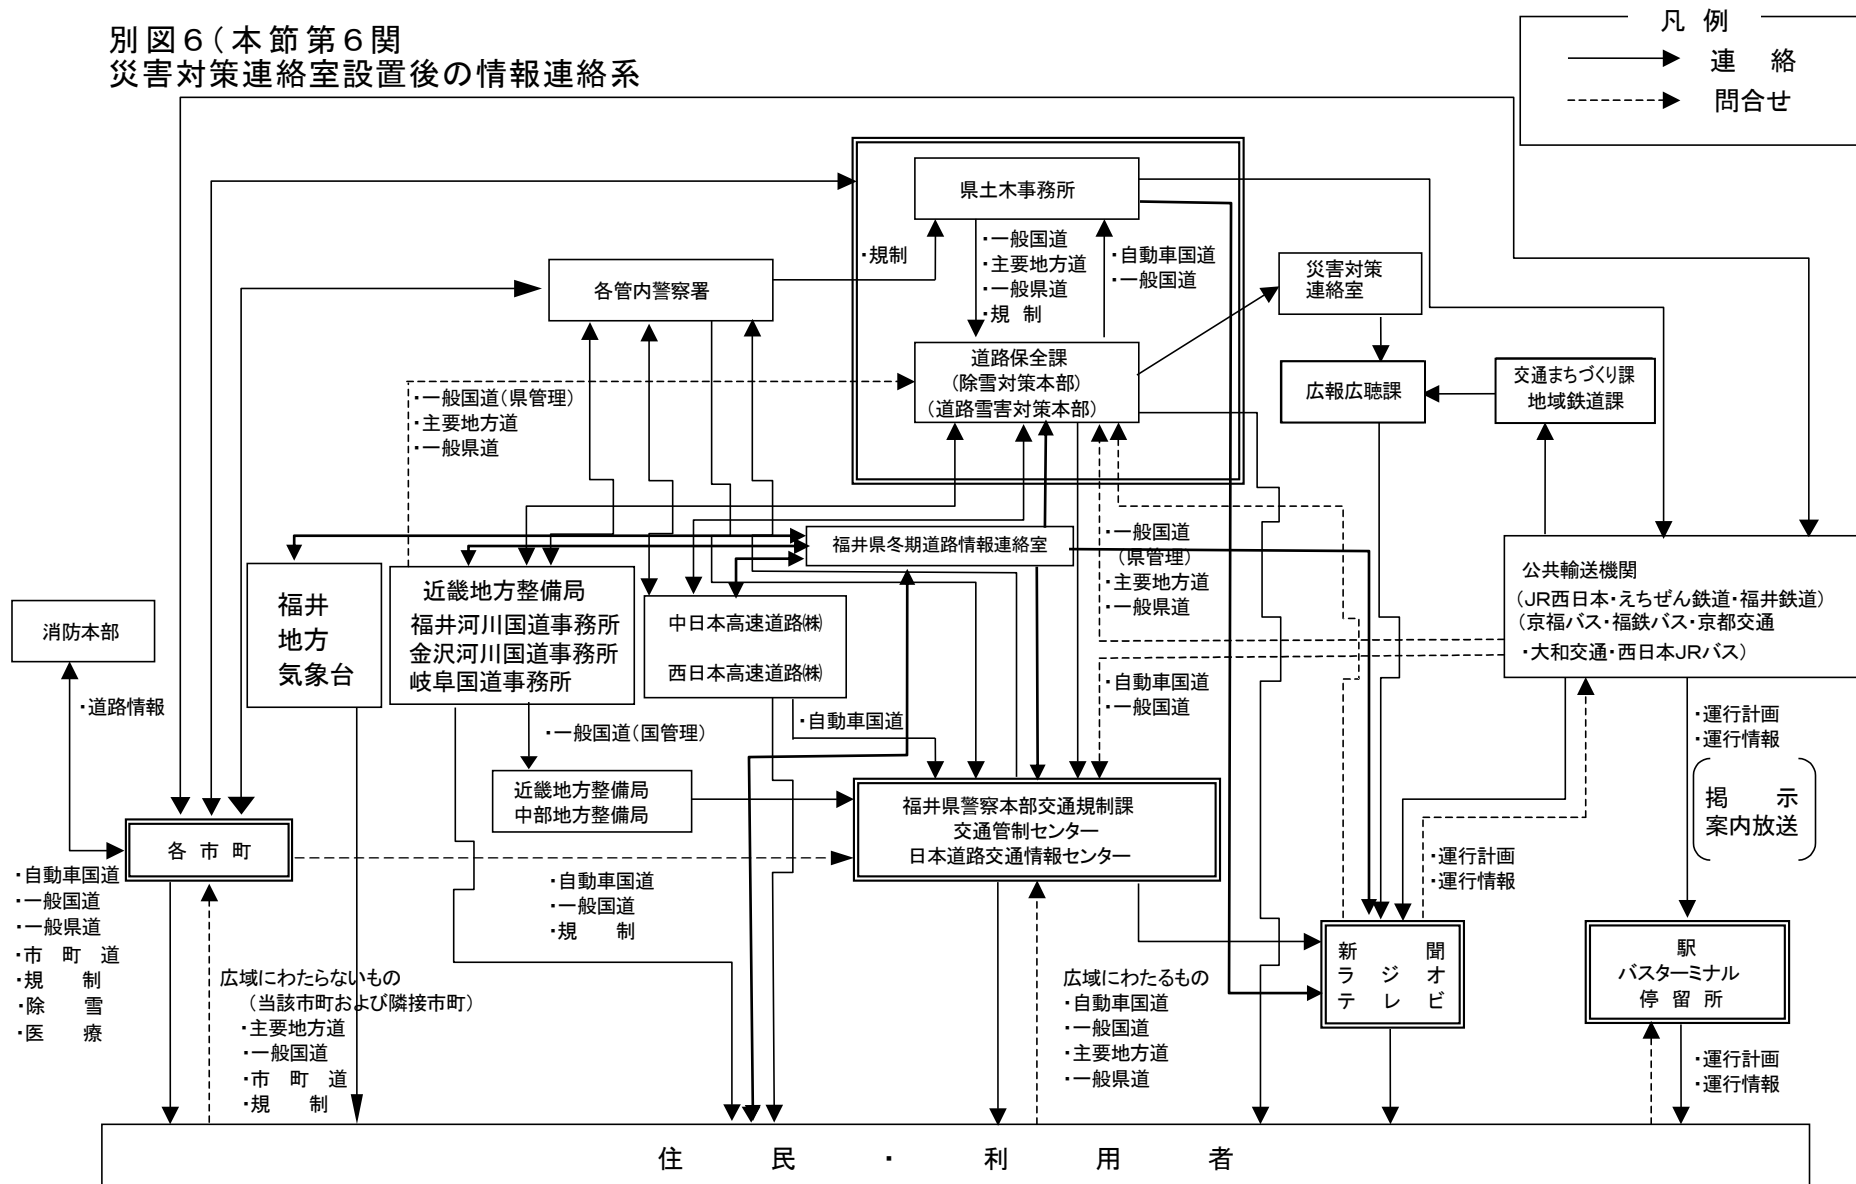 別図６（本節第６関
災害対策連絡室設置後の情報連絡系
凡 例
連 絡
問合せ
県土木事務所
・規制
・一般国道
・主要地方道
・一般県道
・規 制
・自動車国道
・一般国道
各管内警察署
災害対策
連絡室
道路保全課
（除雪対策本部）
（道路雪害対策本部）
広報広聴課
交通まちづくり課
地域鉄道課
・一般国道（県管理）
・主要地方道
・一般県道
福井県冬期道路情報連絡室
・一般国道
（県管理）
・主要地方道
・一般県道
公共輸送機関
（JR西日本・えちぜん鉄道・福井鉄道）
（京福バス・福鉄バス・京都交通
・大和交通・西日本JRバス）
消防本部
福井
地方
気象台
近畿地方整備局
福井河川国道事務所
金沢河川国道事務所
岐阜国道事務所
中日本高速道路㈱
西日本高速道路㈱
・道路情報
・一般国道（国管理）
・自動車国道
・自動車国道
・一般国道
・運行計画
・運行情報
掲 示
案内放送
近畿地方整備局
中部地方整備局
福井県警察本部交通規制課
交通管制センター
日本道路交通情報センター
各 市 町
・自動車国道
・一般国道
・一般県道
・市 町 道
・規 制
・除 雪
・医 療
・自動車国道
・一般国道
・規 制
・運行計画
・運行情報
広域にわたらないもの
（当該市町および隣接市町）
・主要地方道
・一般国道
・市 町 道
・規 制
広域にわたるもの
・自動車国道
・一般国道
・主要地方道
・一般県道
新 聞
ラ ジ オ
テ レ ビ
駅
バスターミナル
停 留 所
・運行計画
・運行情報
住 民 ・ 利 用 者